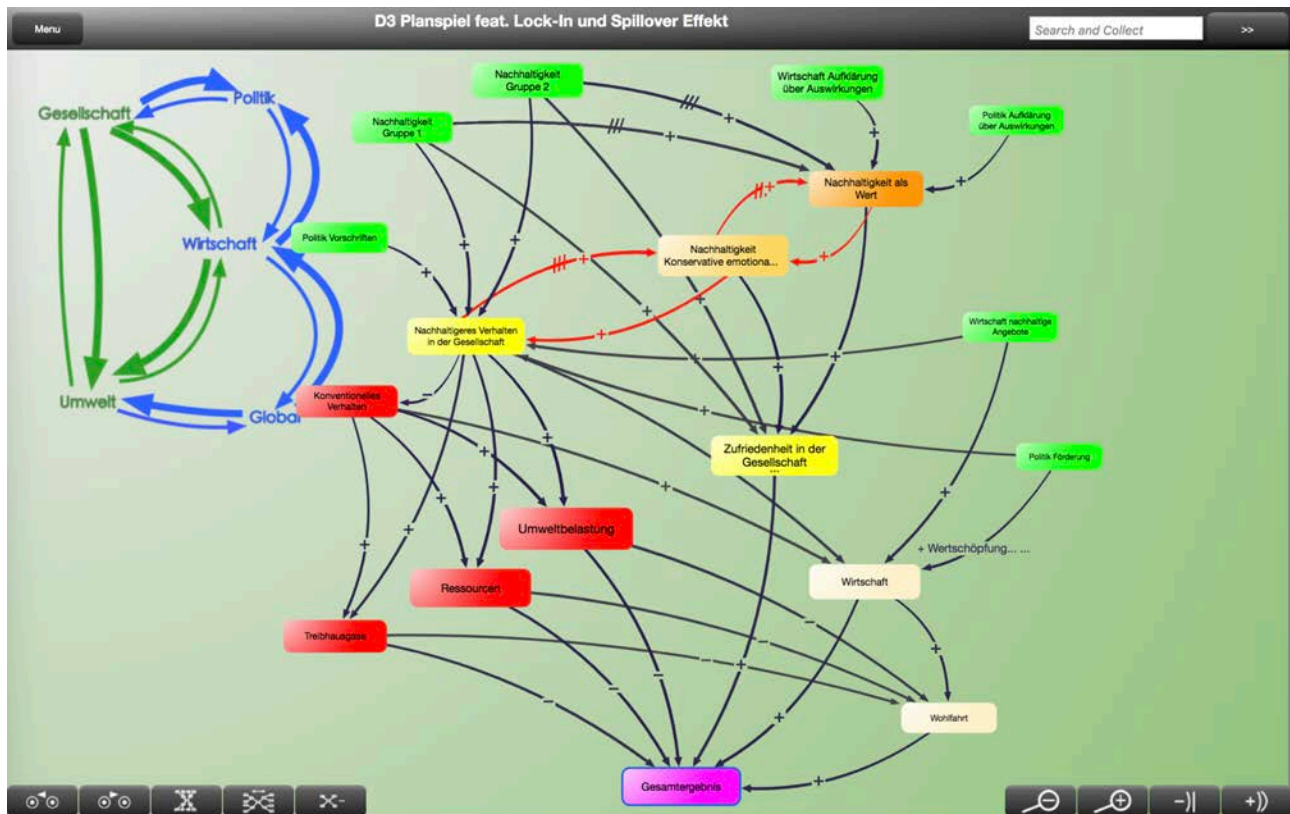 Menu
D3 Planspiel feat. Lock-In und Spillover Effekt
Search and Collect
>>
Gesellschaft
Politik
Wirtschaft
Umwelt
Global
Nachhaltigkeit
Gruppe 2
Wirtschaft Aufklärung
über Auswirkungen
Nachhaltigkeit
Gruppe 1
Politik Aufklärung
über Auswirkungen
Nachhaltigkeit als
Wert
Politik Vorschriften
Nachhaltigkeit
Konservative emotiona...
Nachhaltigeres Verhalten
in der Gesellschaft
Wirtschaft nachhaltige
Angebote
Konventionelles
Verhalten
Zufriedenheit in der
Gesellschaft
...
Politik Förderung
Umweltbelastung
+ Wertschöpfung... ...
Wirtschaft
Ressourcen
Treibhausgase
Wohlfahrt
Gesamtergebnis